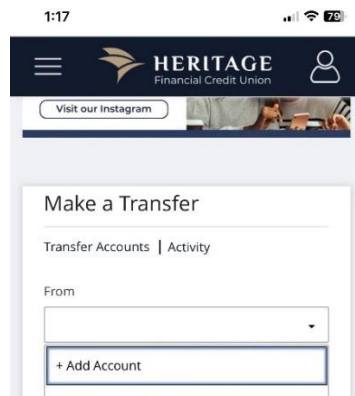 1:17
79
HERITAGE
Financial Credit Union
Visit our Instagram
Make a Transfer
Transfer Accounts | Activity
From
+ Add Account